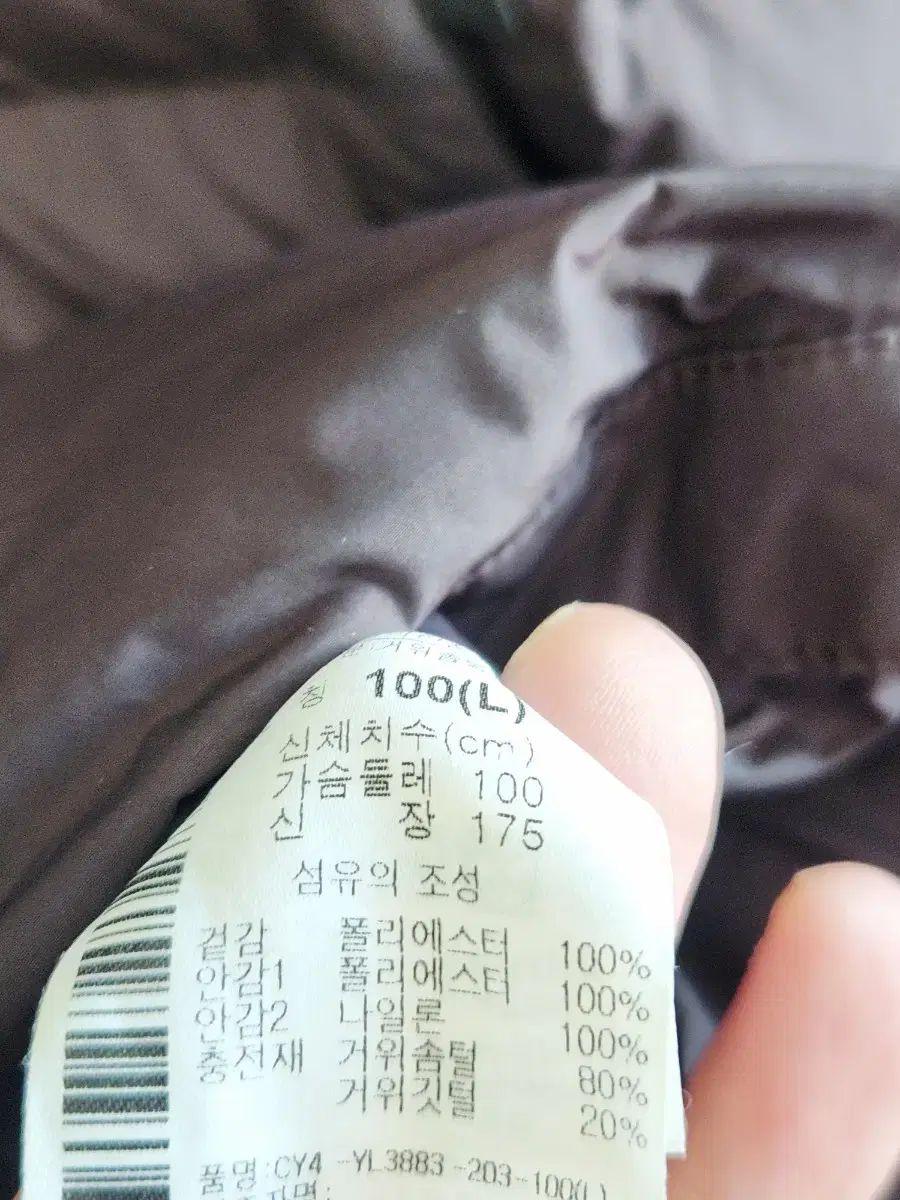 칭 100(L)
신체치수(cm)
가슴둘레 100
신 장 175
섬유의 조성
겉감 폴리에스터 100%
안감1 폴리에스터 100%
안감2 나일론 100%
충전재 거위솜털 80%
거위깃털 20%
품명:CY4-YL3883-203-100(L)